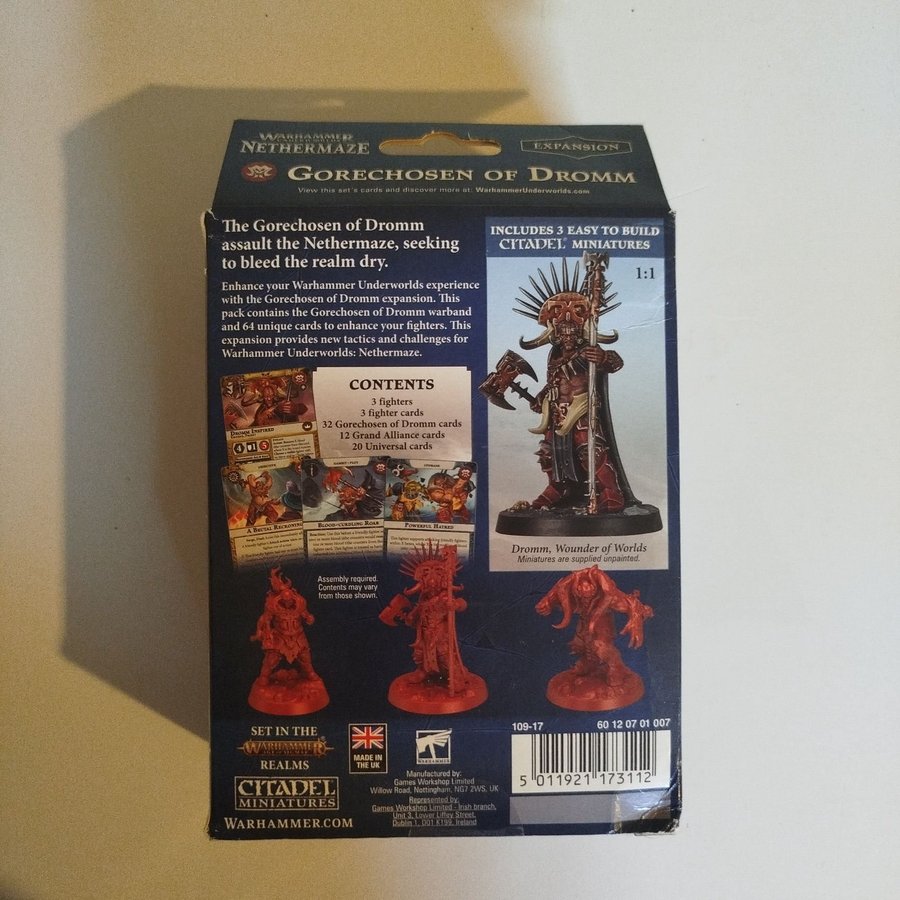 WARHAMMER
NETHERMAZE
EXPANSION
GORECHOSEN OF DROMM
View this set's cards and discover more at: WarhammerUnderworlds.com
The Gorechosen of Dromm
assault the Nethermaze, seeking
to bleed the realm dry.
Enhance your Warhammer Underworlds experience
with the Gorechosen of Dromm expansion. This
pack contains the Gorechosen of Dromm warband
and 64 unique cards to enhance your fighters. This
expansion provides new tactics and challenges for
Warhammer Underworlds: Nethermaze.
INCLUDES 3 EASY TO BUILD
CITADEL MINIATURES
1:1
CONTENTS
3 fighters
3 fighter cards
32 Gorechosen of Dromm cards
12 Grand Alliance cards
20 Universal cards
3
DROMM INSPIRED
4 1 5
A BRUTAL RECKONING
BLOOD-CURDLING ROAR
POWERFUL HATRED
Dromm, Wounder of Worlds
Miniatures are supplied unpainted.
Assembly required.
Contents may vary
from those shown.
SET IN THE
WARHAMMER
REALMS
CITADEL
MINIATURES
WARHAMMER.COM
MADE IN
THE UK
WARHAMMER
Manufactured by:
Games Workshop Limited
Willow Road, Nottingham, NG7 2WS, UK
Represented by:
Games Workshop Limited - Irish branch,
Unit 3, Lower Liffey Street,
Dublin 1, D01 K199, Ireland
109-17
60 12 07 01 007
5 011921 173112